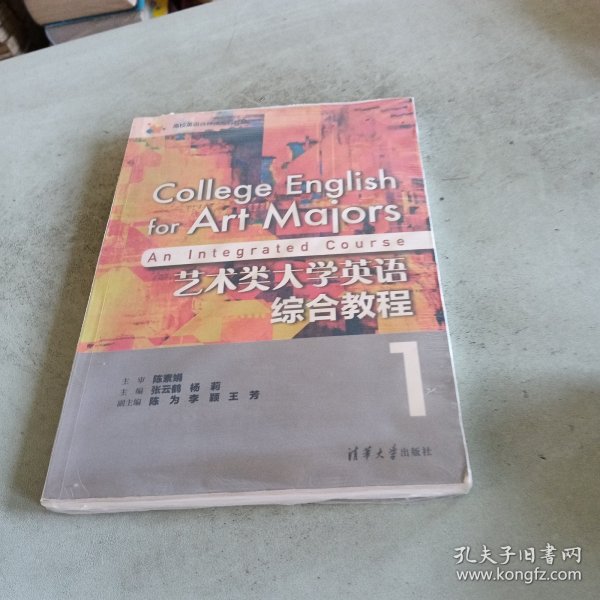 College English
for Art Majors
An Integrated Course
艺术类大学英语
综合教程
1
主审 陈素娟
主编 张云鹤 杨莉
副主编 陈为 李颖 王芳
清华大学出版社
孔夫子旧书网
www.kongfz.com